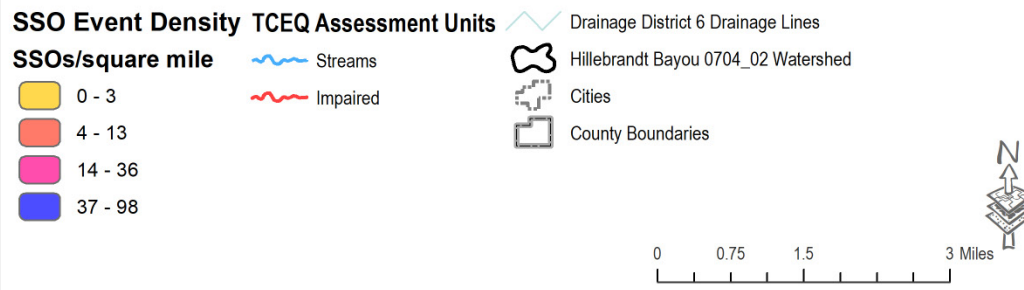 SSO Event Density
SSOs/square mile
0 - 3
4 - 13
14 - 36
37 - 98
TCEQ Assessment Units
Streams
Impaired
Drainage District 6 Drainage Lines
Hillebrandt Bayou 0704_02 Watershed
Cities
County Boundaries
N
0 0.75 1.5 3 Miles